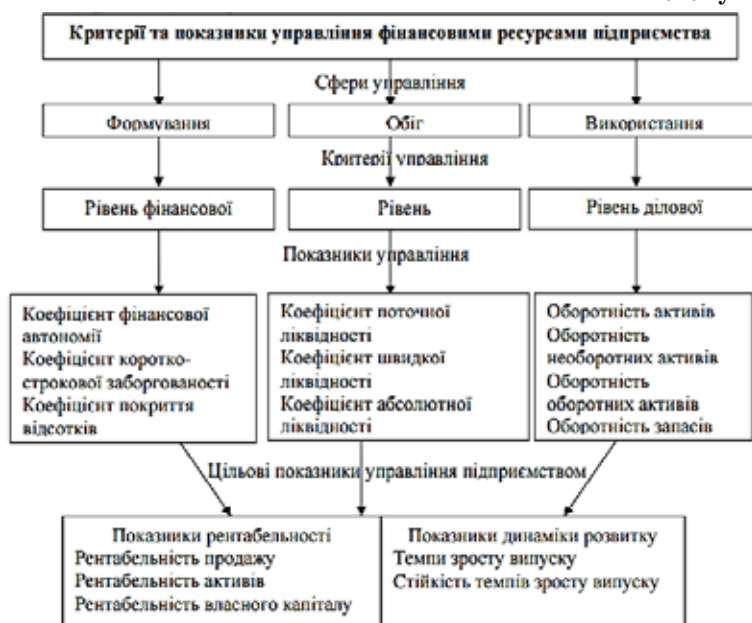 Критерії та показники управління фінансовими ресурсами підприємства
Сфери управління
Формування
Обіг
Використання
Критерії управління
Рівень фінансової
Рівень
Рівень ділової
Показники управління
Коефіцієнт фінансової
автономії
Коефіцієнт коротко-
строкової заборгованості
Коефіцієнт покриття
відсотків
Коефіцієнт поточної
ліквідності
Коефіцієнт швидкої
ліквідності
Коефіцієнт абсолютної
ліквідності
Оборотність активів
Оборотність
необоротних активів
Оборотність
оборотних активів
Оборотність запасів
Цільові показники управління підприємством
Показники рентабельності
Рентабельність продажу
Рентабельність активів
Рентабельність власного капіталу
Показники динаміки розвитку
Темпи зросту випуску
Стійкість темпів зросту випуску